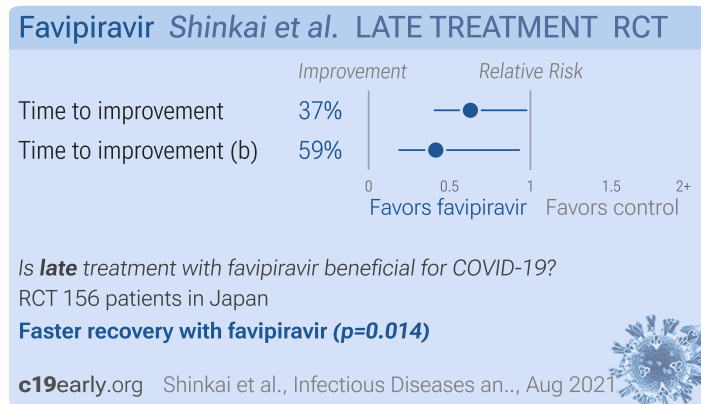 Favipiravir Shinkai et al. LATE TREATMENT RCT
Improvement Relative Risk
Time to improvement 37%
Time to improvement (b) 59%
0 0.5 1 1.5 2+
Favors favipiravir Favors control
Is late treatment with favipiravir beneficial for COVID-19?
RCT 156 patients in Japan
Faster recovery with favipiravir (p=0.014)
c19early.org Shinkai et al., Infectious Diseases an.., Aug 2021